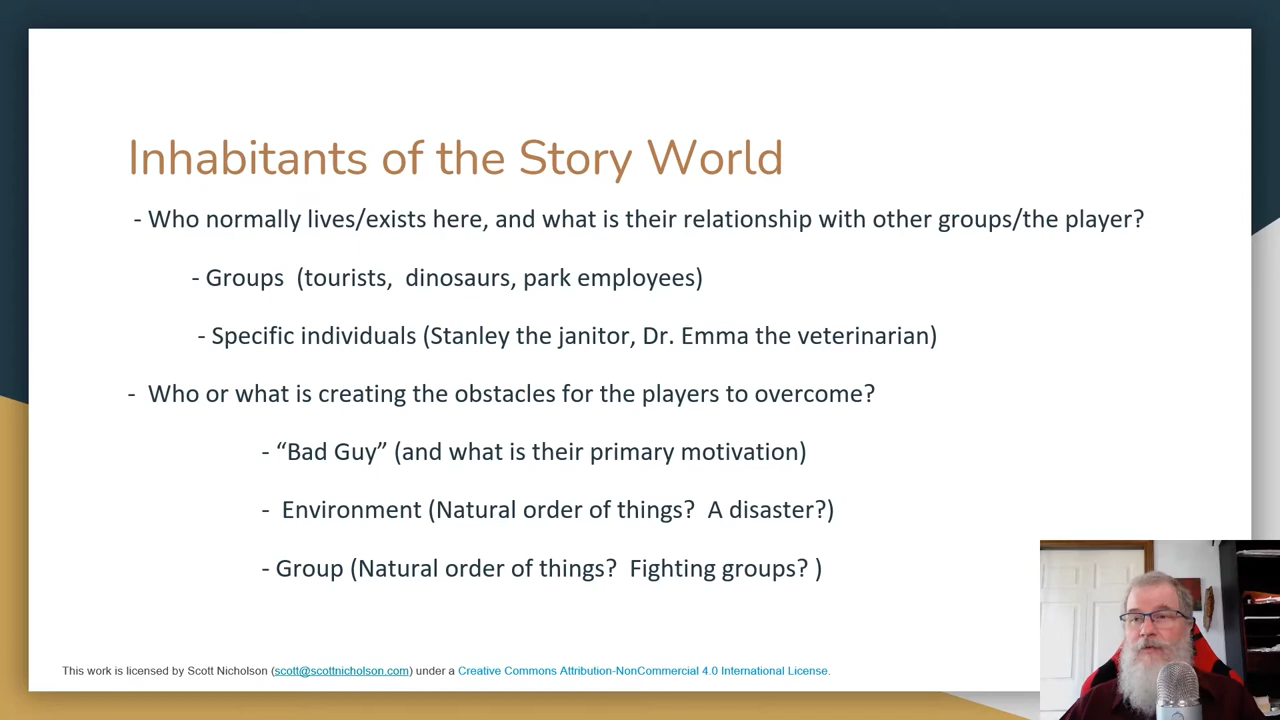 Inhabitants of the Story World
- Who normally lives/exists here, and what is their relationship with other groups/the player?
- Groups  (tourists,  dinosaurs, park employees)
- Specific individuals (Stanley the janitor, Dr. Emma the veterinarian)
-  Who or what is creating the obstacles for the players to overcome?
- “Bad Guy” (and what is their primary motivation)
-  Environment (Natural order of things?  A disaster?)
- Group (Natural order of things?  Fighting groups? )
This work is licensed by Scott Nicholson (scott@scottnicholson.com) under a Creative Commons Attribution-NonCommercial 4.0 International License.